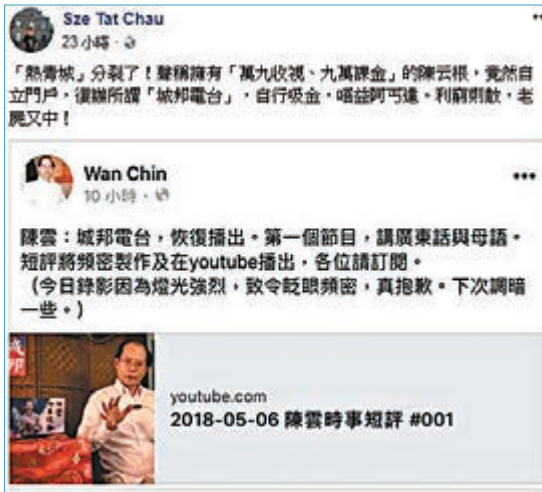 Sze Tat Chau
23 小時
「熱青城」分裂了！聲稱擁有「萬九收視、九萬課金」的陳云根，竟然自
立門戶，復辦所謂「城邦電台」，自行吸金，唔益阿丐達。利窮則散，老
屍又中！
Wan Chin
10 小時
陳雲：城邦電台，恢復播出。第一個節目，講廣東話與母語。
短評將頻密製作及在youtube播出，各位請訂閱。
（今日錄影因為燈光強烈，致令眨眼頻密，真抱歉。下次調暗
一些。）
youtube.com
2018-05-06 陳雲時事短評 #001